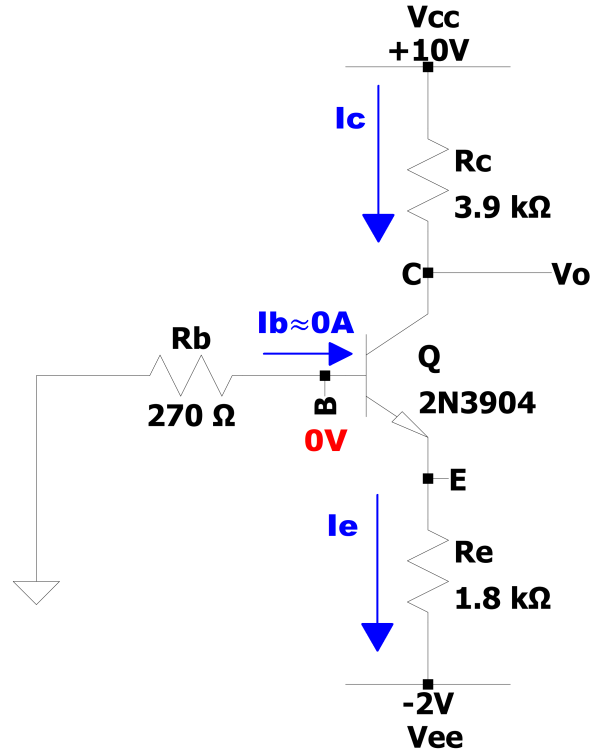 Vcc
+10V
Ic
Rc
3.9 kΩ
C
Vo
Ib≈0A
Rb
270 Ω
B
0V
Q
2N3904
E
Ie
Re
1.8 kΩ
-2V
Vee